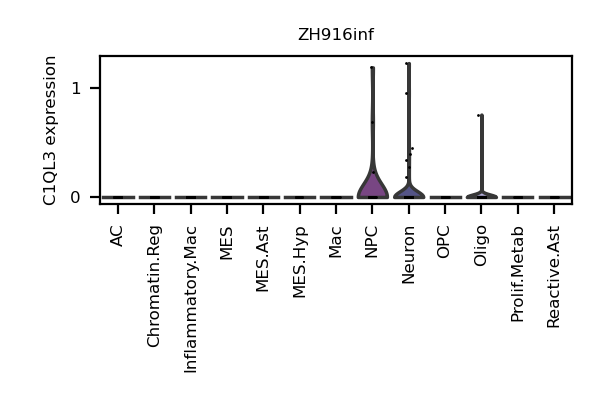 ZH916inf
C1QL3 expression
1
0
AC
Chromatin.Reg
Inflammatory.Mac
MES
MES.Ast
MES.Hyp
Mac
NPC
Neuron
OPC
Oligo
Prolif.Metab
Reactive.Ast